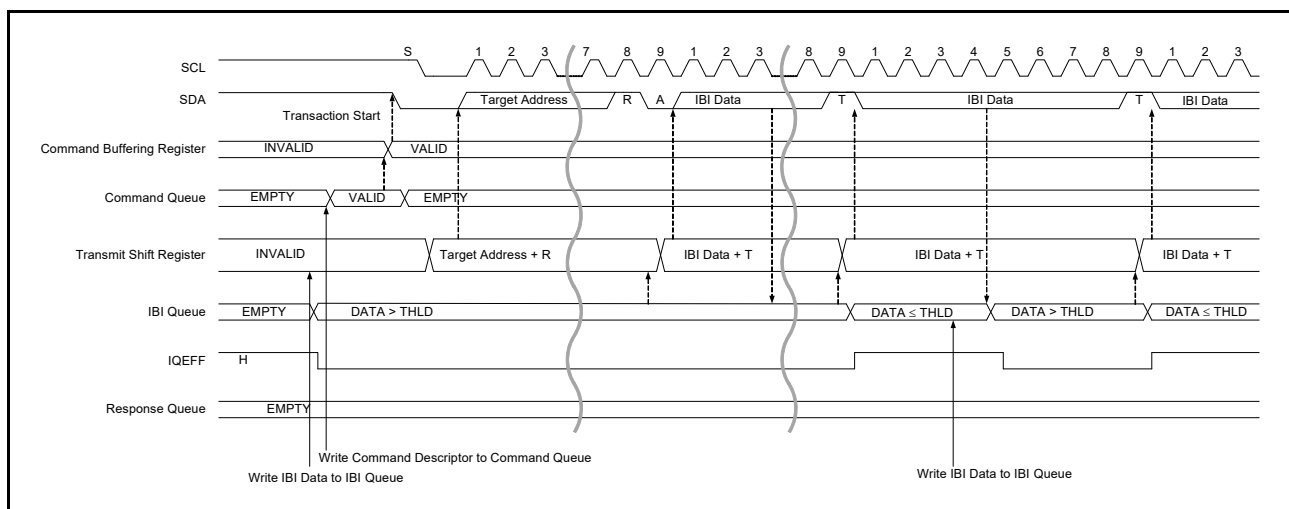 S 1 2 3 7 8 9 1 2 3 8 9 1 2 3 4 5 6 7 8 9 1 2 3
SCL
SDA Target Address R A IBI Data T IBI Data T IBI Data
Transaction Start
Command Buffering Register INVALID VALID
Command Queue EMPTY VALID EMPTY
Transmit Shift Register INVALID Target Address + R IBI Data + T IBI Data + T IBI Data + T
IBI Queue EMPTY DATA > THLD DATA ≤ THLD DATA > THLD DATA ≤ THLD
IQEFF H
Response Queue EMPTY
Write Command Descriptor to Command Queue
Write IBI Data to IBI Queue Write IBI Data to IBI Queue